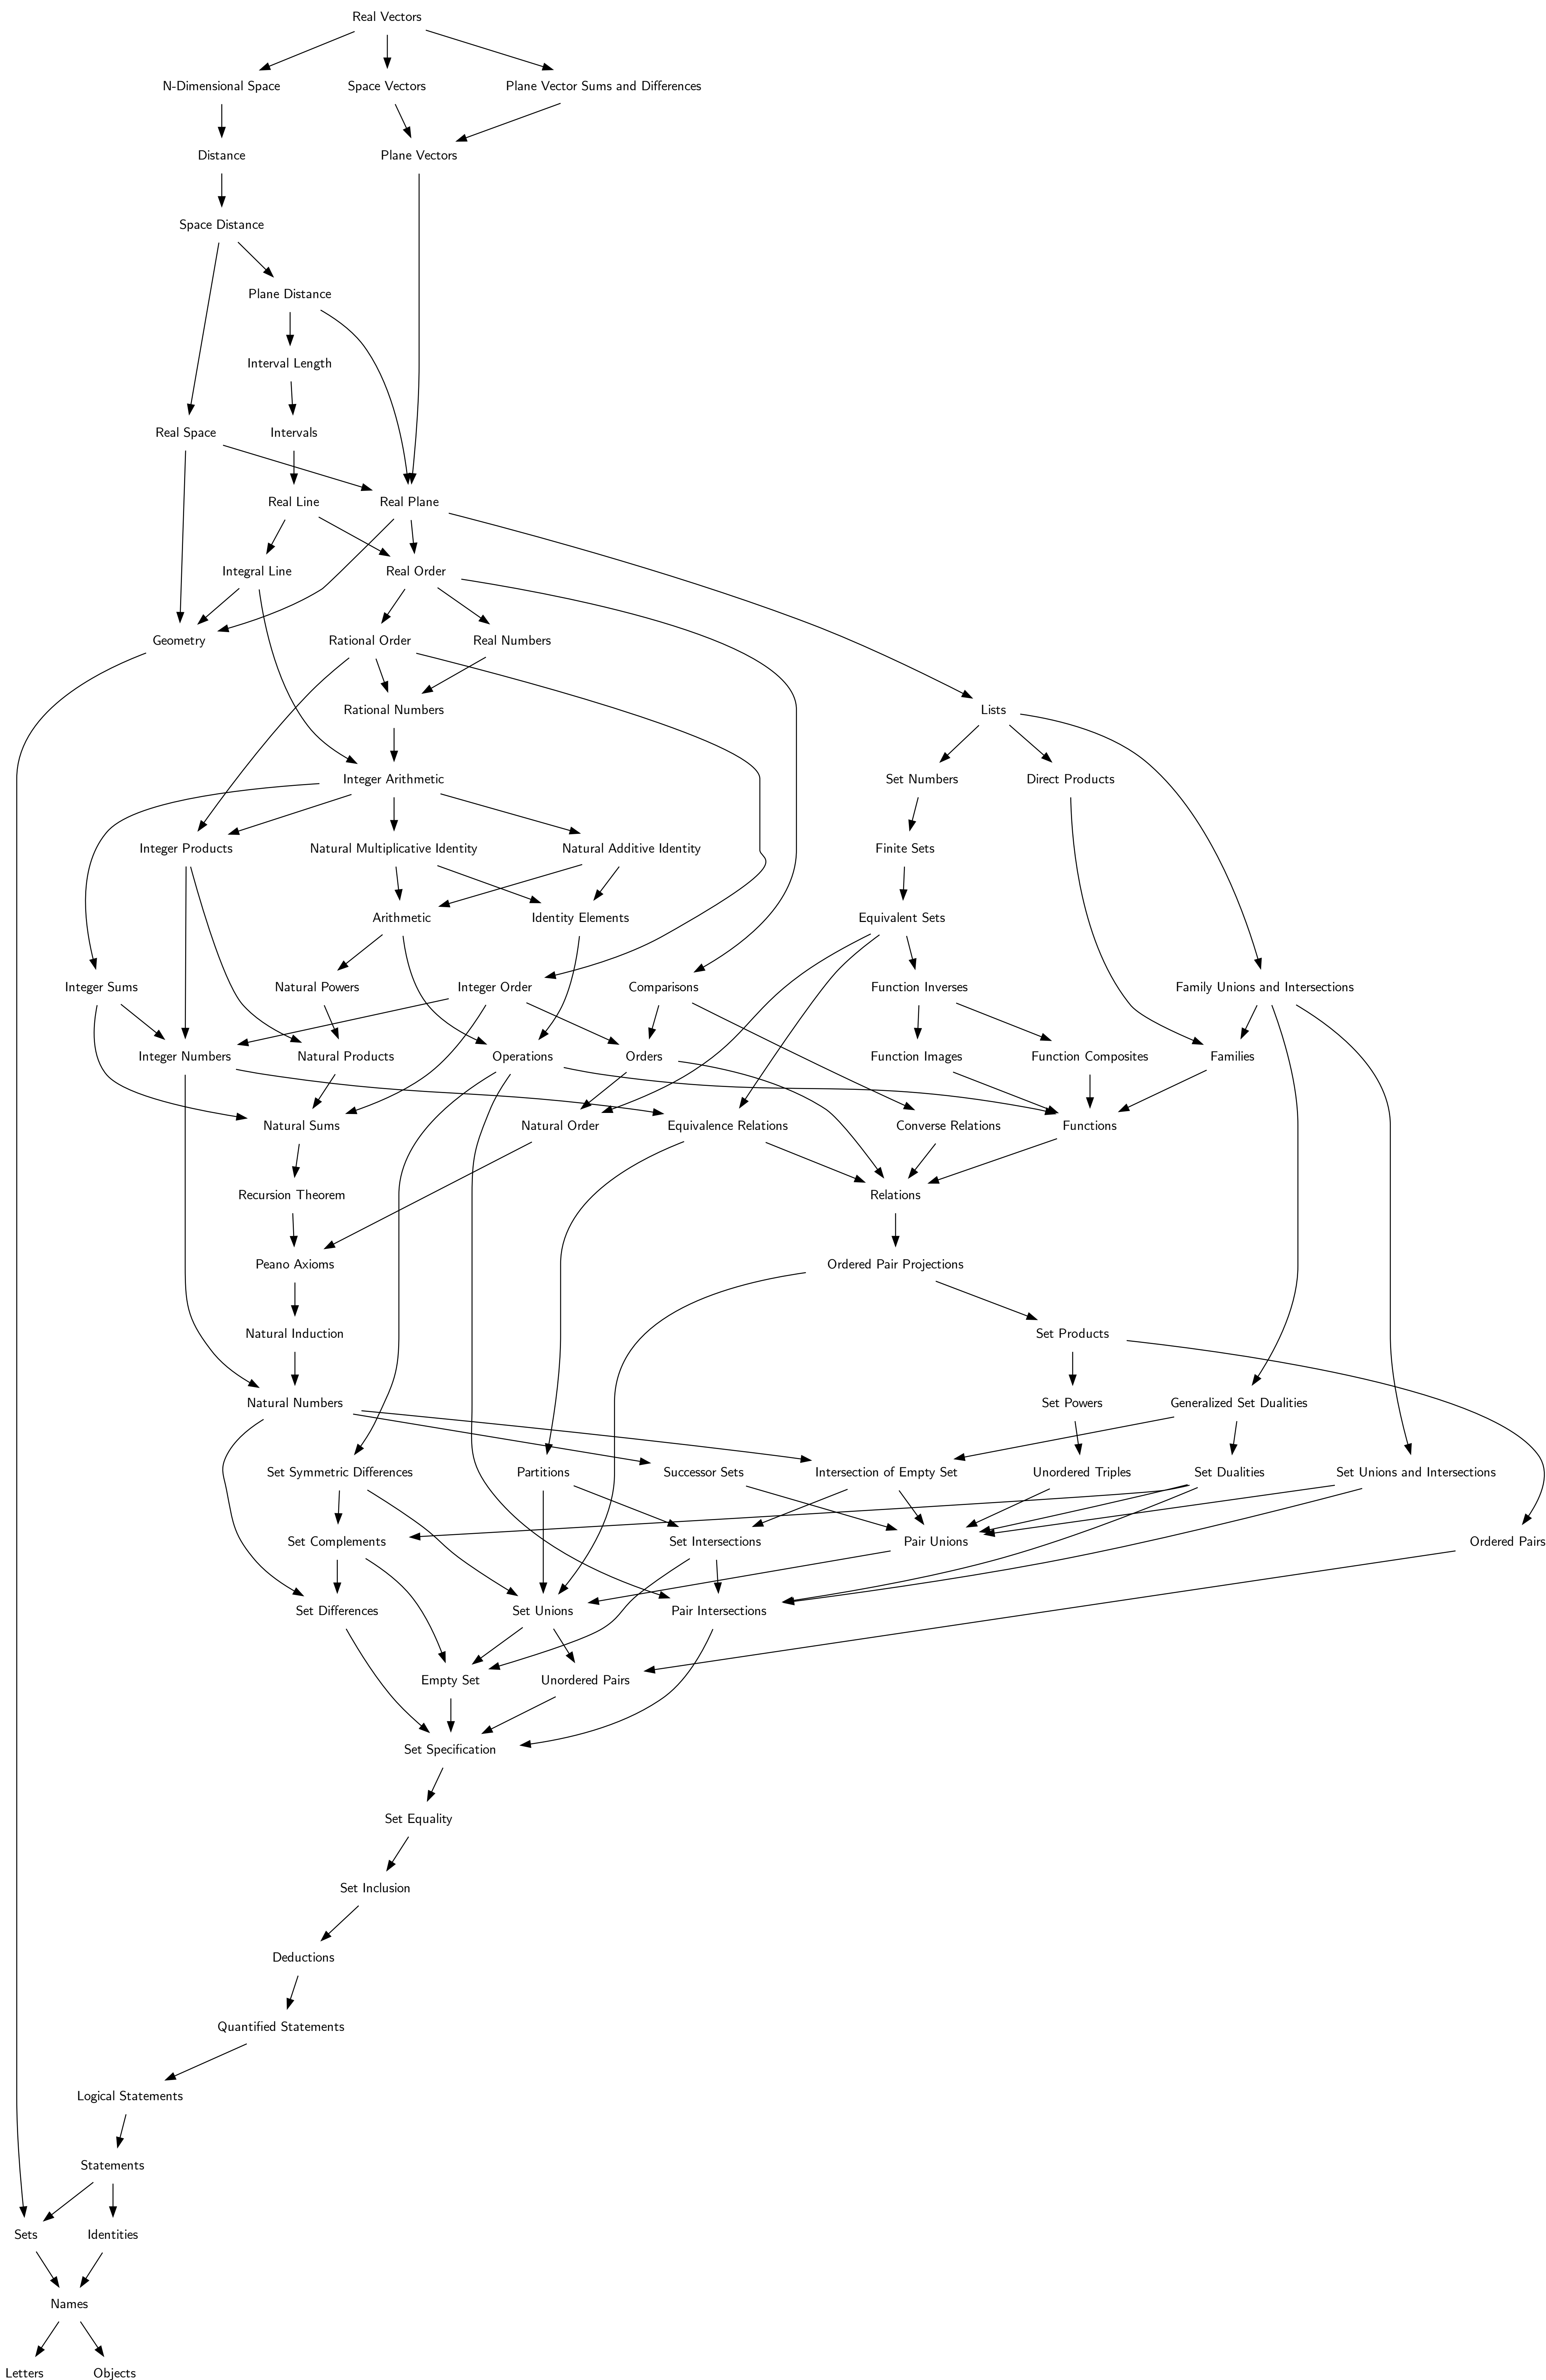 Real Vectors
N-Dimensional Space
Space Vectors
Plane Vector Sums and Differences
Distance
Plane Vectors
Space Distance
Plane Distance
Interval Length
Real Space
Intervals
Real Line
Real Plane
Integral Line
Real Order
Geometry
Rational Order
Real Numbers
Rational Numbers
Lists
Integer Arithmetic
Set Numbers
Direct Products
Integer Products
Natural Multiplicative Identity
Natural Additive Identity
Finite Sets
Arithmetic
Identity Elements
Equivalent Sets
Integer Sums
Natural Powers
Integer Order
Comparisons
Function Inverses
Family Unions and Intersections
Integer Numbers
Natural Products
Operations
Orders
Function Images
Function Composites
Families
Natural Sums
Natural Order
Equivalence Relations
Converse Relations
Functions
Recursion Theorem
Relations
Peano Axioms
Ordered Pair Projections
Natural Induction
Set Products
Natural Numbers
Set Powers
Generalized Set Dualities
Set Symmetric Differences
Partitions
Successor Sets
Intersection of Empty Set
Unordered Triples
Set Dualities
Set Unions and Intersections
Set Complements
Set Intersections
Pair Unions
Ordered Pairs
Set Differences
Set Unions
Pair Intersections
Empty Set
Unordered Pairs
Set Specification
Set Equality
Set Inclusion
Deductions
Quantified Statements
Logical Statements
Statements
Sets
Identities
Names
Letters
Objects